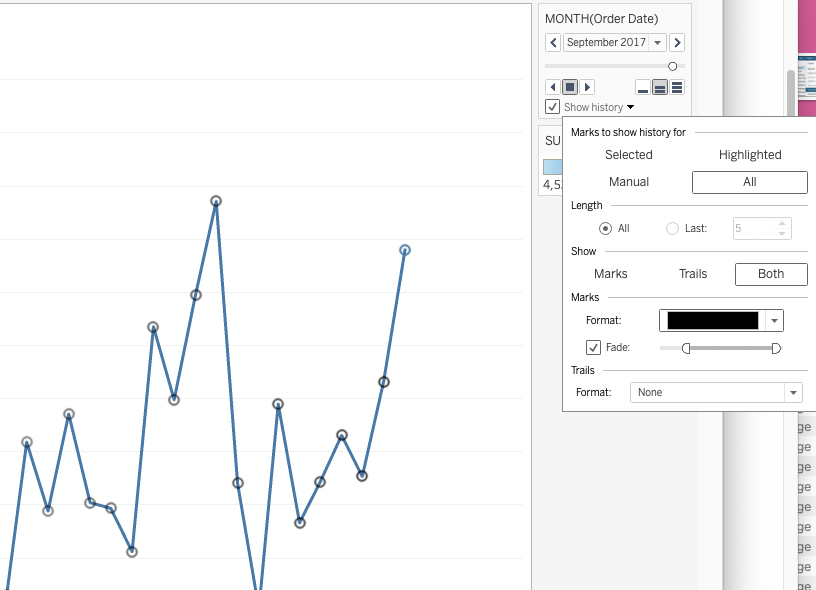 MONTH(Order Date)
September 2017
Show history
SU
4,5
Marks to show history for
Selected Highlighted
Manual All
Length
All Last: 5
Show
Marks Trails Both
Marks
Format:
Fade:
Trails
Format: None
ge
ge
ge
ge
ge
ge
ge
ge
ge